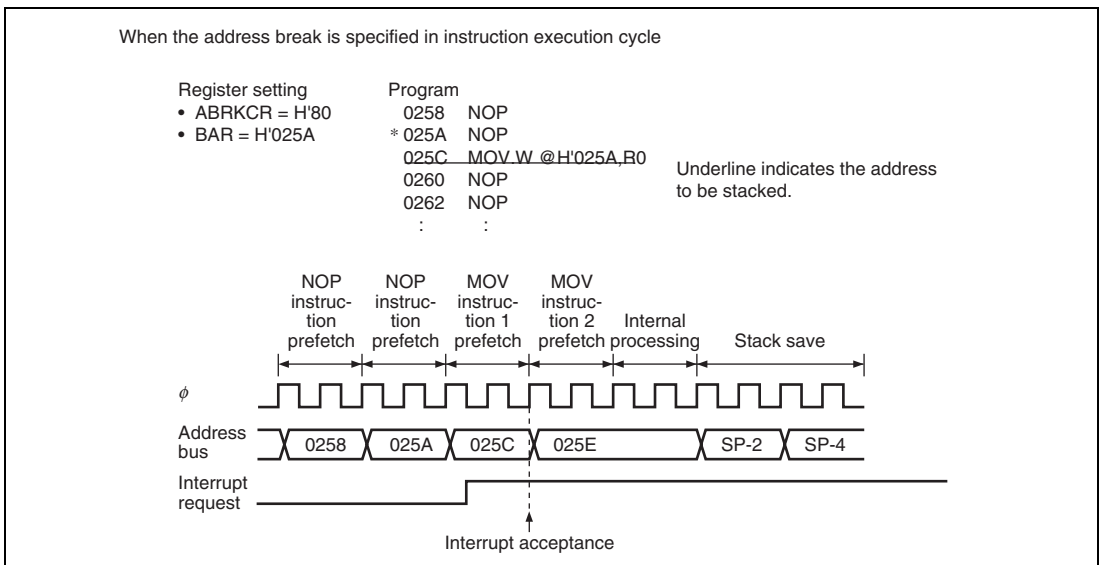 When the address break is specified in instruction execution cycle
Register setting
• ABRKCR = H'80
• BAR = H'025A
Program
0258 NOP
* 025A NOP
025C MOV.W @H'025A,R0
0260 NOP
0262 NOP
: :
Underline indicates the address
to be stacked.
NOP
instruc-
tion
prefetch
NOP
instruc-
tion
prefetch
MOV
instruc-
tion 1
prefetch
MOV
instruc-
tion 2
prefetch
Internal
processing
Stack save
φ
Address
bus
0258 025A 025C 025E SP-2 SP-4
Interrupt
request
Interrupt acceptance